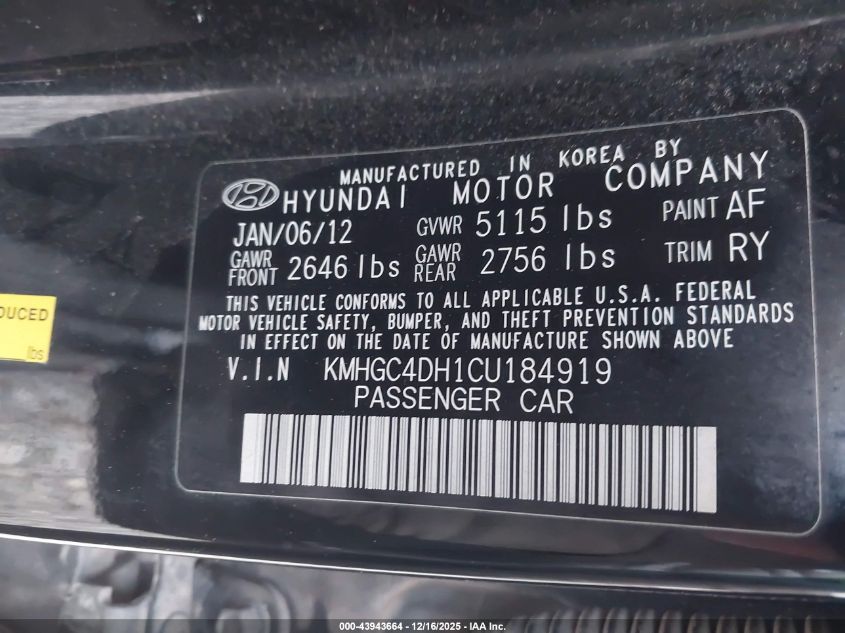 MANUFACTURED IN KOREA BY
HYUNDAI MOTOR COMPANY
JAN/06/12 GVWR 5115 lbs PAINT AF
GAWR FRONT 2646 lbs GAWR REAR 2756 lbs TRIM RY
THIS VEHICLE CONFORMS TO ALL APPLICABLE U.S.A. FEDERAL
MOTOR VEHICLE SAFETY, BUMPER, AND THEFT PREVENTION STANDARDS
IN EFFECT ON THE DATE OF MANUFACTURE SHOWN ABOVE
V.I.N KMHGC4DH1CU184919
PASSENGER CAR
DUCED
lbs
000-43943664 - 12/16/2025 - IAA Inc.